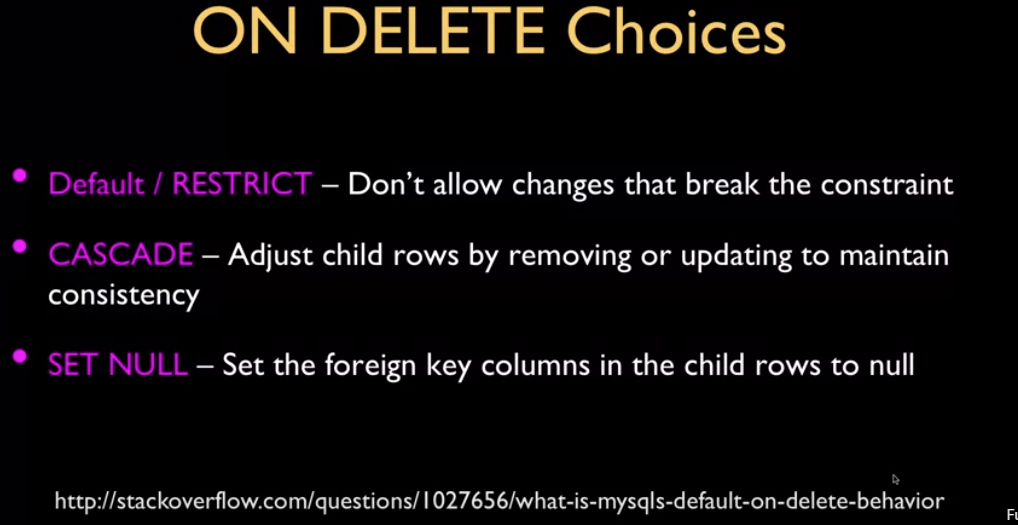 ON DELETE Choices
• Default / RESTRICT – Don’t allow changes that break the constraint
• CASCADE – Adjust child rows by removing or updating to maintain
consistency
• SET NULL – Set the foreign key columns in the child rows to null
http://stackoverflow.com/questions/1027656/what-is-mysqls-default-on-delete-behavior